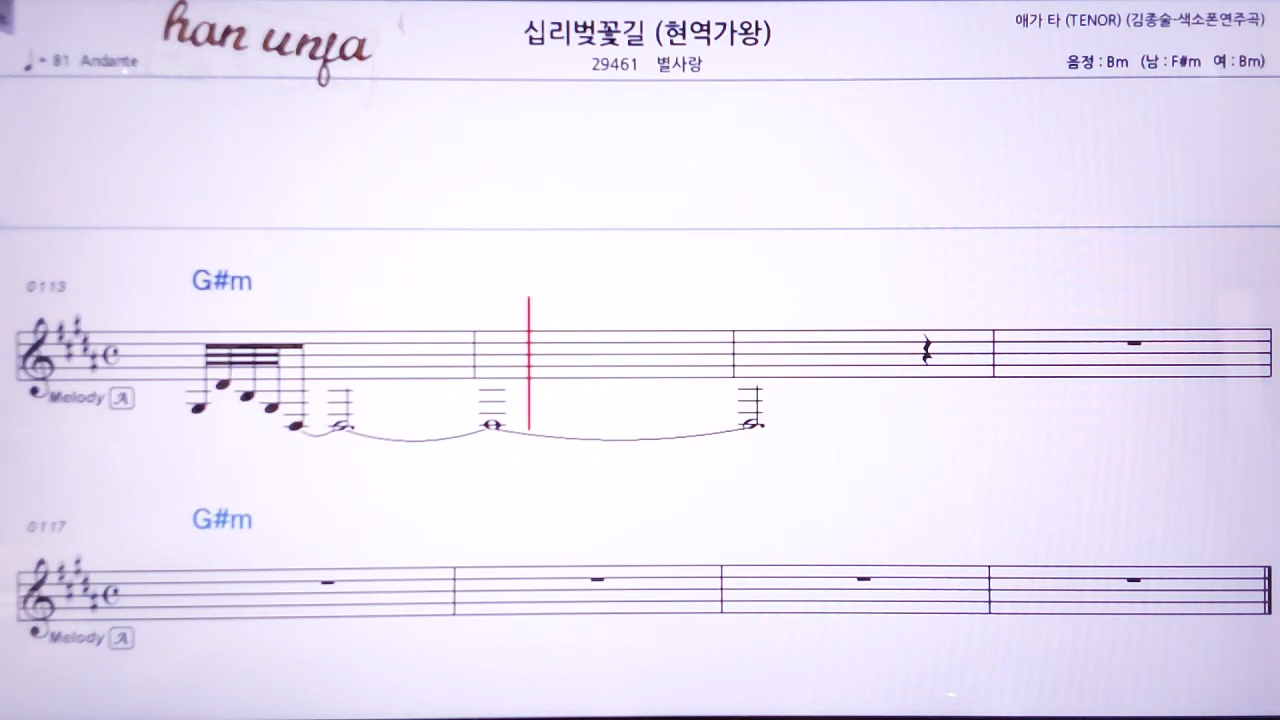 han unja
십리벚꽃길 (현역가왕)
애가 타 (TENOR) (김종술-색소폰연주곡)
♩ = 81 Andante
29461 별사랑
음정 : Bm (남 : F#m 여 : Bm)
0113
G#m
Melody A
0117
G#m
Melody A